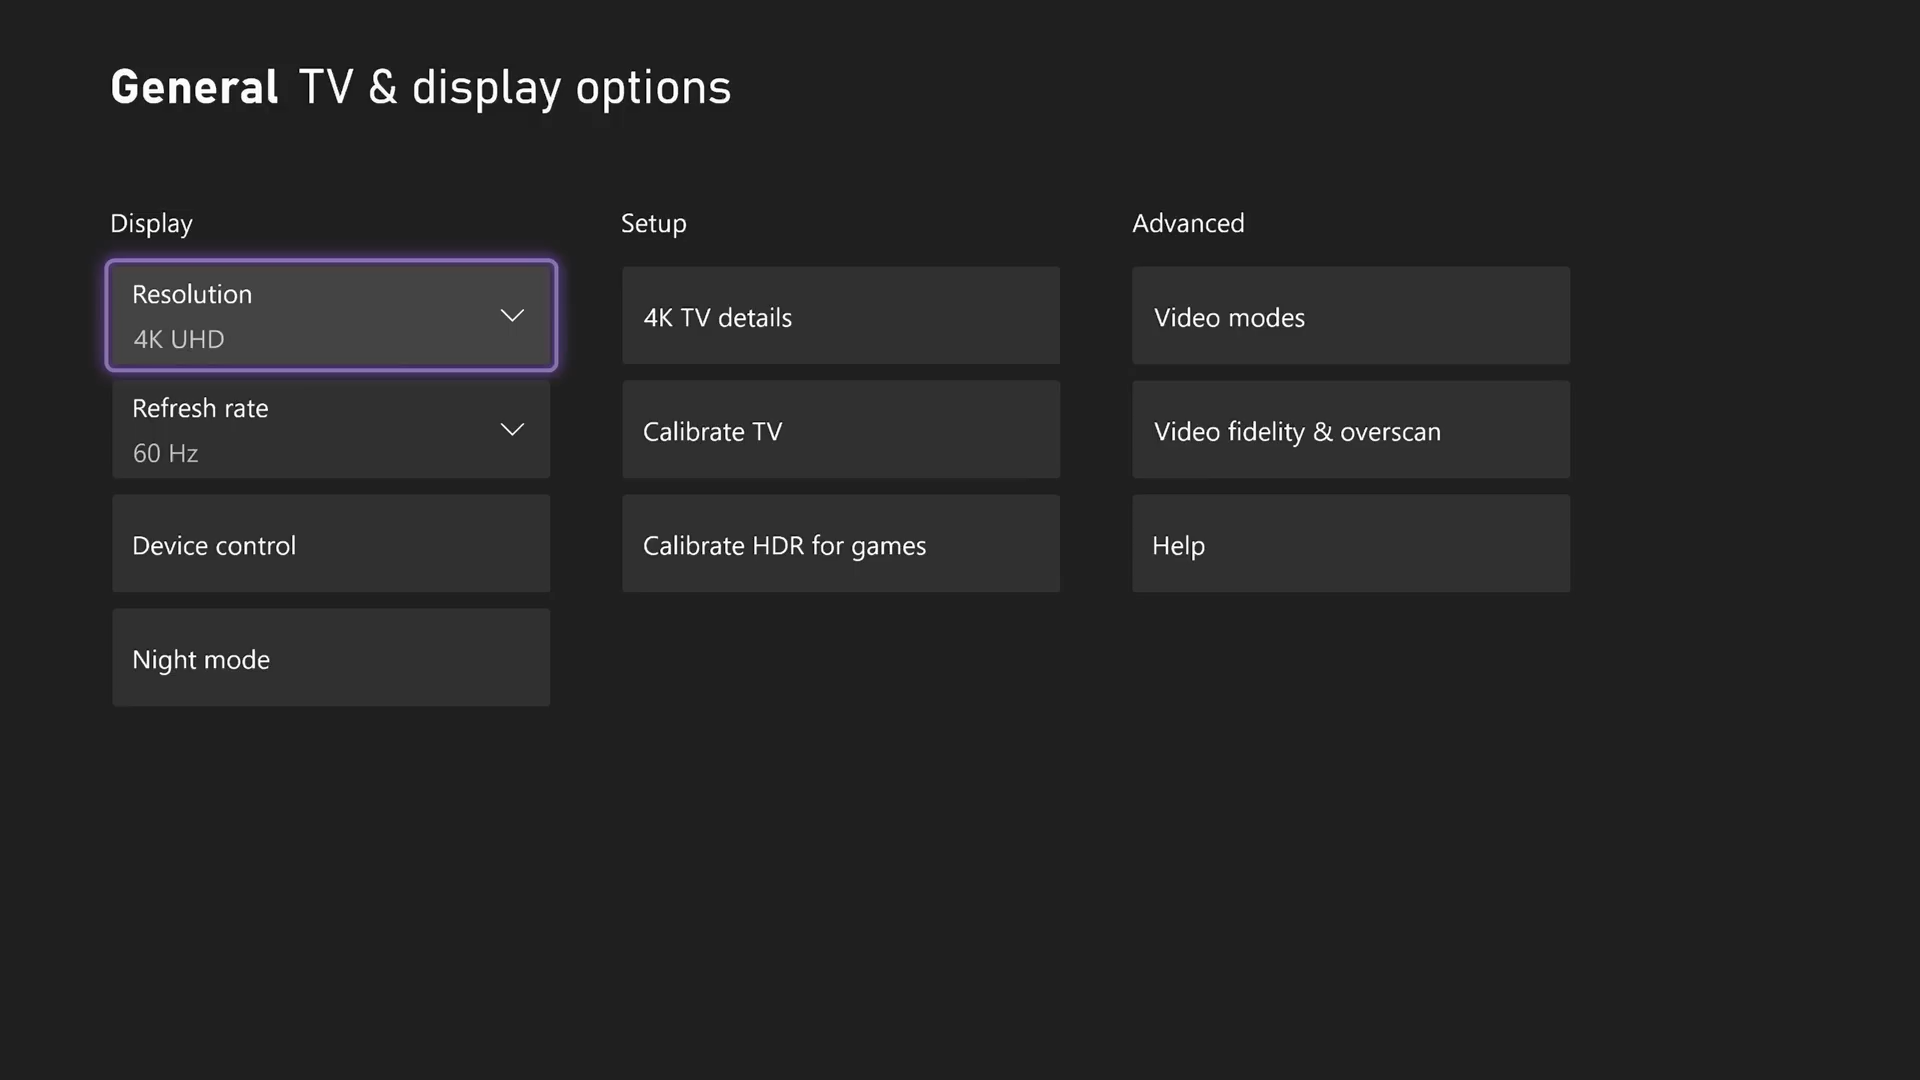 General TV & display options
Display
Resolution
4K UHD
Refresh rate
60 Hz
Device control
Night mode
Setup
4K TV details
Calibrate TV
Calibrate HDR for games
Advanced
Video modes
Video fidelity & overscan
Help